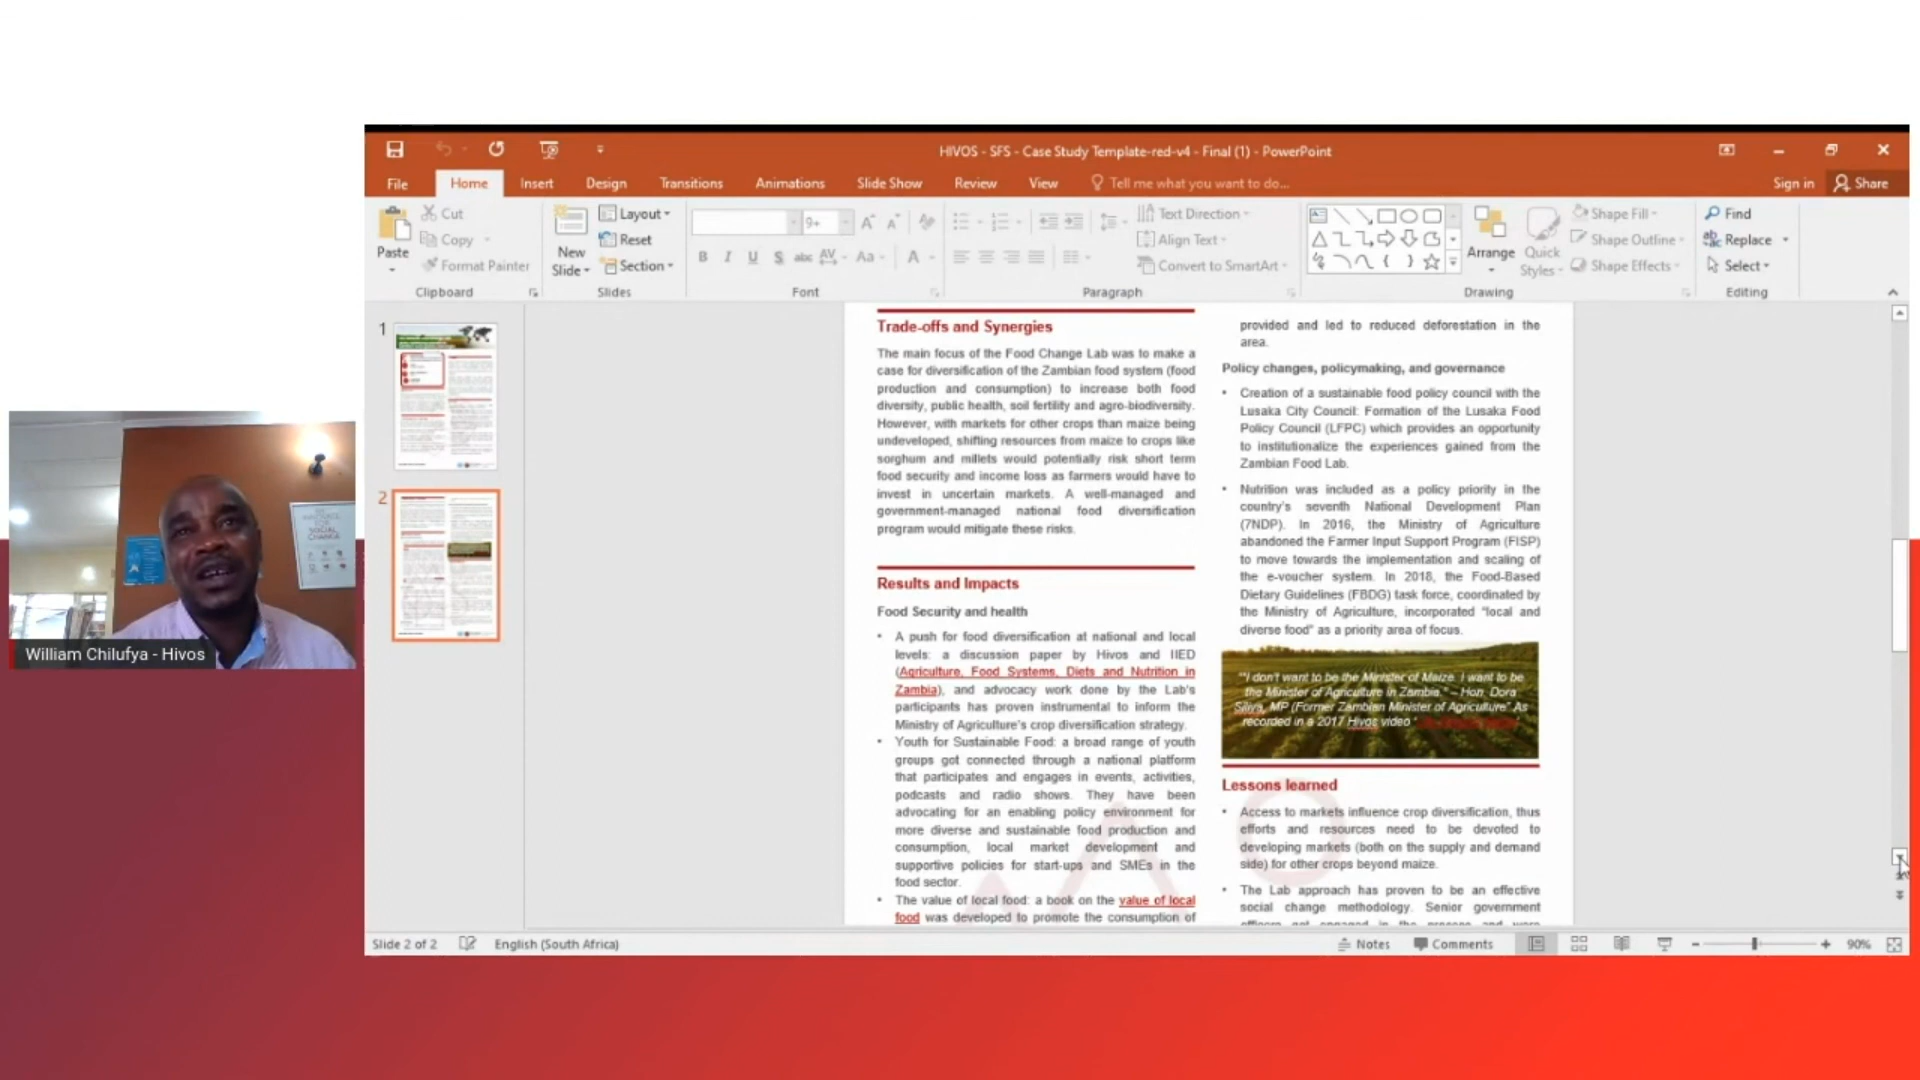 HIVOS - SFS - Case Study Template-red-v4 - Final (1) - PowerPoint
File Home Insert Design Transitions Animations Slide Show Review View Tell me what you want to do... Sign in Share
Paste
Cut
Copy
Format Painter
Clipboard
New
Slide
Layout
Reset
Section
Slides
9+
B I U S abc AV Aa A
Font
Text Direction
Align Text
Convert to SmartArt
Paragraph
Arrange
Quick
Styles
Shape Fill
Shape Outline
Shape Effects
Drawing
Find
Replace
Select
Editing
1
2
Trade-offs and Synergies
The main focus of the Food Change Lab was to make a
case for diversification of the Zambian food system (food
production and consumption) to increase both food
diversity, public health, soil fertility and agro-biodiversity.
However, with markets for other crops than maize being
undeveloped, shifting resources from maize to crops like
sorghum and millets would potentially risk short term
food security and income loss as farmers would have to
invest in uncertain markets. A well-managed and
government-managed national food diversification
program would mitigate these risks.
Results and Impacts
Food Security and health
• A push for food diversification at national and local
levels: a discussion paper by Hivos and IIED
(Agriculture, Food Systems, Diets and Nutrition in
Zambia), and advocacy work done by the Lab's
participants has proven instrumental to inform the
Ministry of Agriculture's crop diversification strategy.
• Youth for Sustainable Food: a broad range of youth
groups got connected through a national platform
that participates and engages in events, activities,
podcasts and radio shows. They have been
advocating for an enabling policy environment for
more diverse and sustainable food production and
consumption, local market development and
supportive policies for start-ups and SMEs in the
food sector.
• The value of local food: a book on the value of local
food was developed to promote the consumption of
provided and led to reduced deforestation in the
area.
Policy changes, policymaking, and governance
• Creation of a sustainable food policy council with the
Lusaka City Council: Formation of the Lusaka Food
Policy Council (LFPC) which provides an opportunity
to institutionalize the experiences gained from the
Zambian Food Lab.
• Nutrition was included as a policy priority in the
country's seventh National Development Plan
(7NDP). In 2016, the Ministry of Agriculture
abandoned the Farmer Input Support Program (FISP)
to move towards the implementation and scaling of
the e-voucher system. In 2018, the Food-Based
Dietary Guidelines (FBDG) task force, coordinated by
the Ministry of Agriculture, incorporated "local and
diverse food" as a priority area of focus.
"'I don't want to be the Minister of Maize. I want to be
the Minister of Agriculture in Zambia." – Hon. Dora
Siliya, MP (Former Zambian Minister of Agriculture" As
recorded in a 2017 Hivos video '
Lessons learned
• Access to markets influence crop diversification, thus
efforts and resources need to be devoted to
developing markets (both on the supply and demand
side) for other crops beyond maize.
• The Lab approach has proven to be an effective
social change methodology. Senior government
SOCIAL
CHANGE
William Chilufya - Hivos
Slide 2 of 2 English (South Africa) Notes Comments 90%